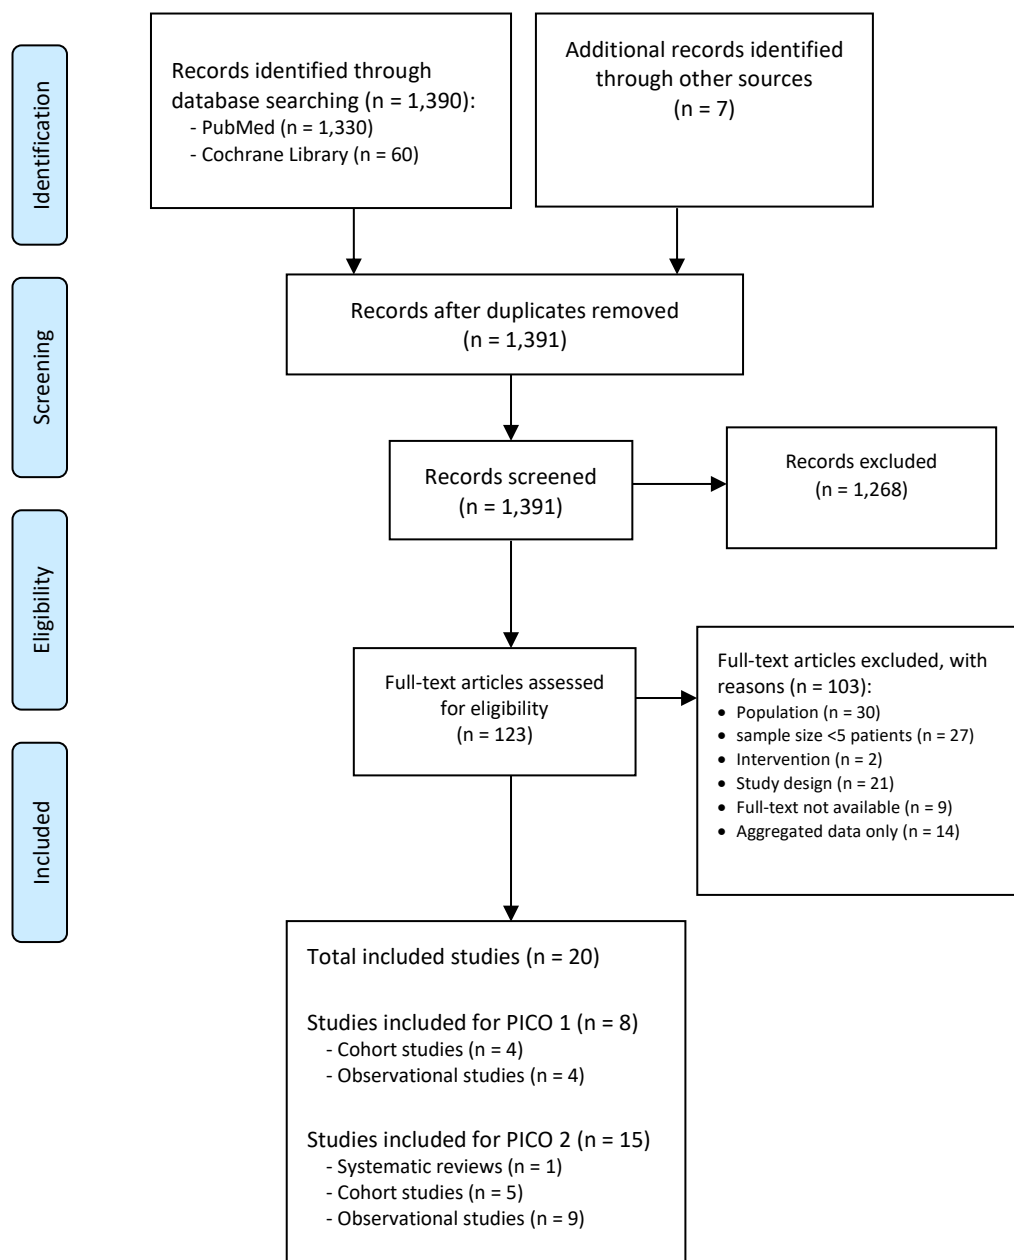 Identification
Records identified through
database searching (n = 1,390):
- PubMed (n = 1,330)
- Cochrane Library (n = 60)
Additional records identified
through other sources
(n = 7)
Screening
Records after duplicates removed
(n = 1,391)
Records screened
(n = 1,391)
Records excluded
(n = 1,268)
Eligibility
Full-text articles assessed
for eligibility
(n = 123)
Full-text articles excluded, with
reasons (n = 103):
• Population (n = 30)
• sample size <5 patients (n = 27)
• Intervention (n = 2)
• Study design (n = 21)
• Full-text not available (n = 9)
• Aggregated data only (n = 14)
Included
Total included studies (n = 20)
Studies included for PICO 1 (n = 8)
- Cohort studies (n = 4)
- Observational studies (n = 4)
Studies included for PICO 2 (n = 15)
- Systematic reviews (n = 1)
- Cohort studies (n = 5)
- Observational studies (n = 9)